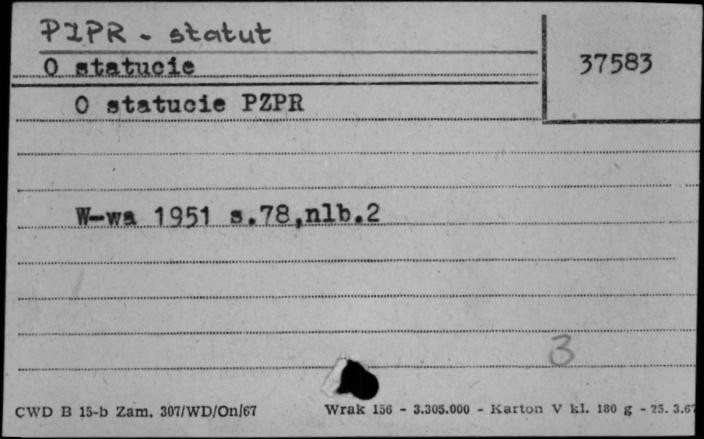 PZPR - statut
O statucie
37583
O statucie PZPR
W-wa 1951 s.78,nlb.2
3
CWD B 15-b Zam. 307/WD/On/67
Wrak 156 - 3.305.000 - Karton V kl. 180 g - 25. 3.67